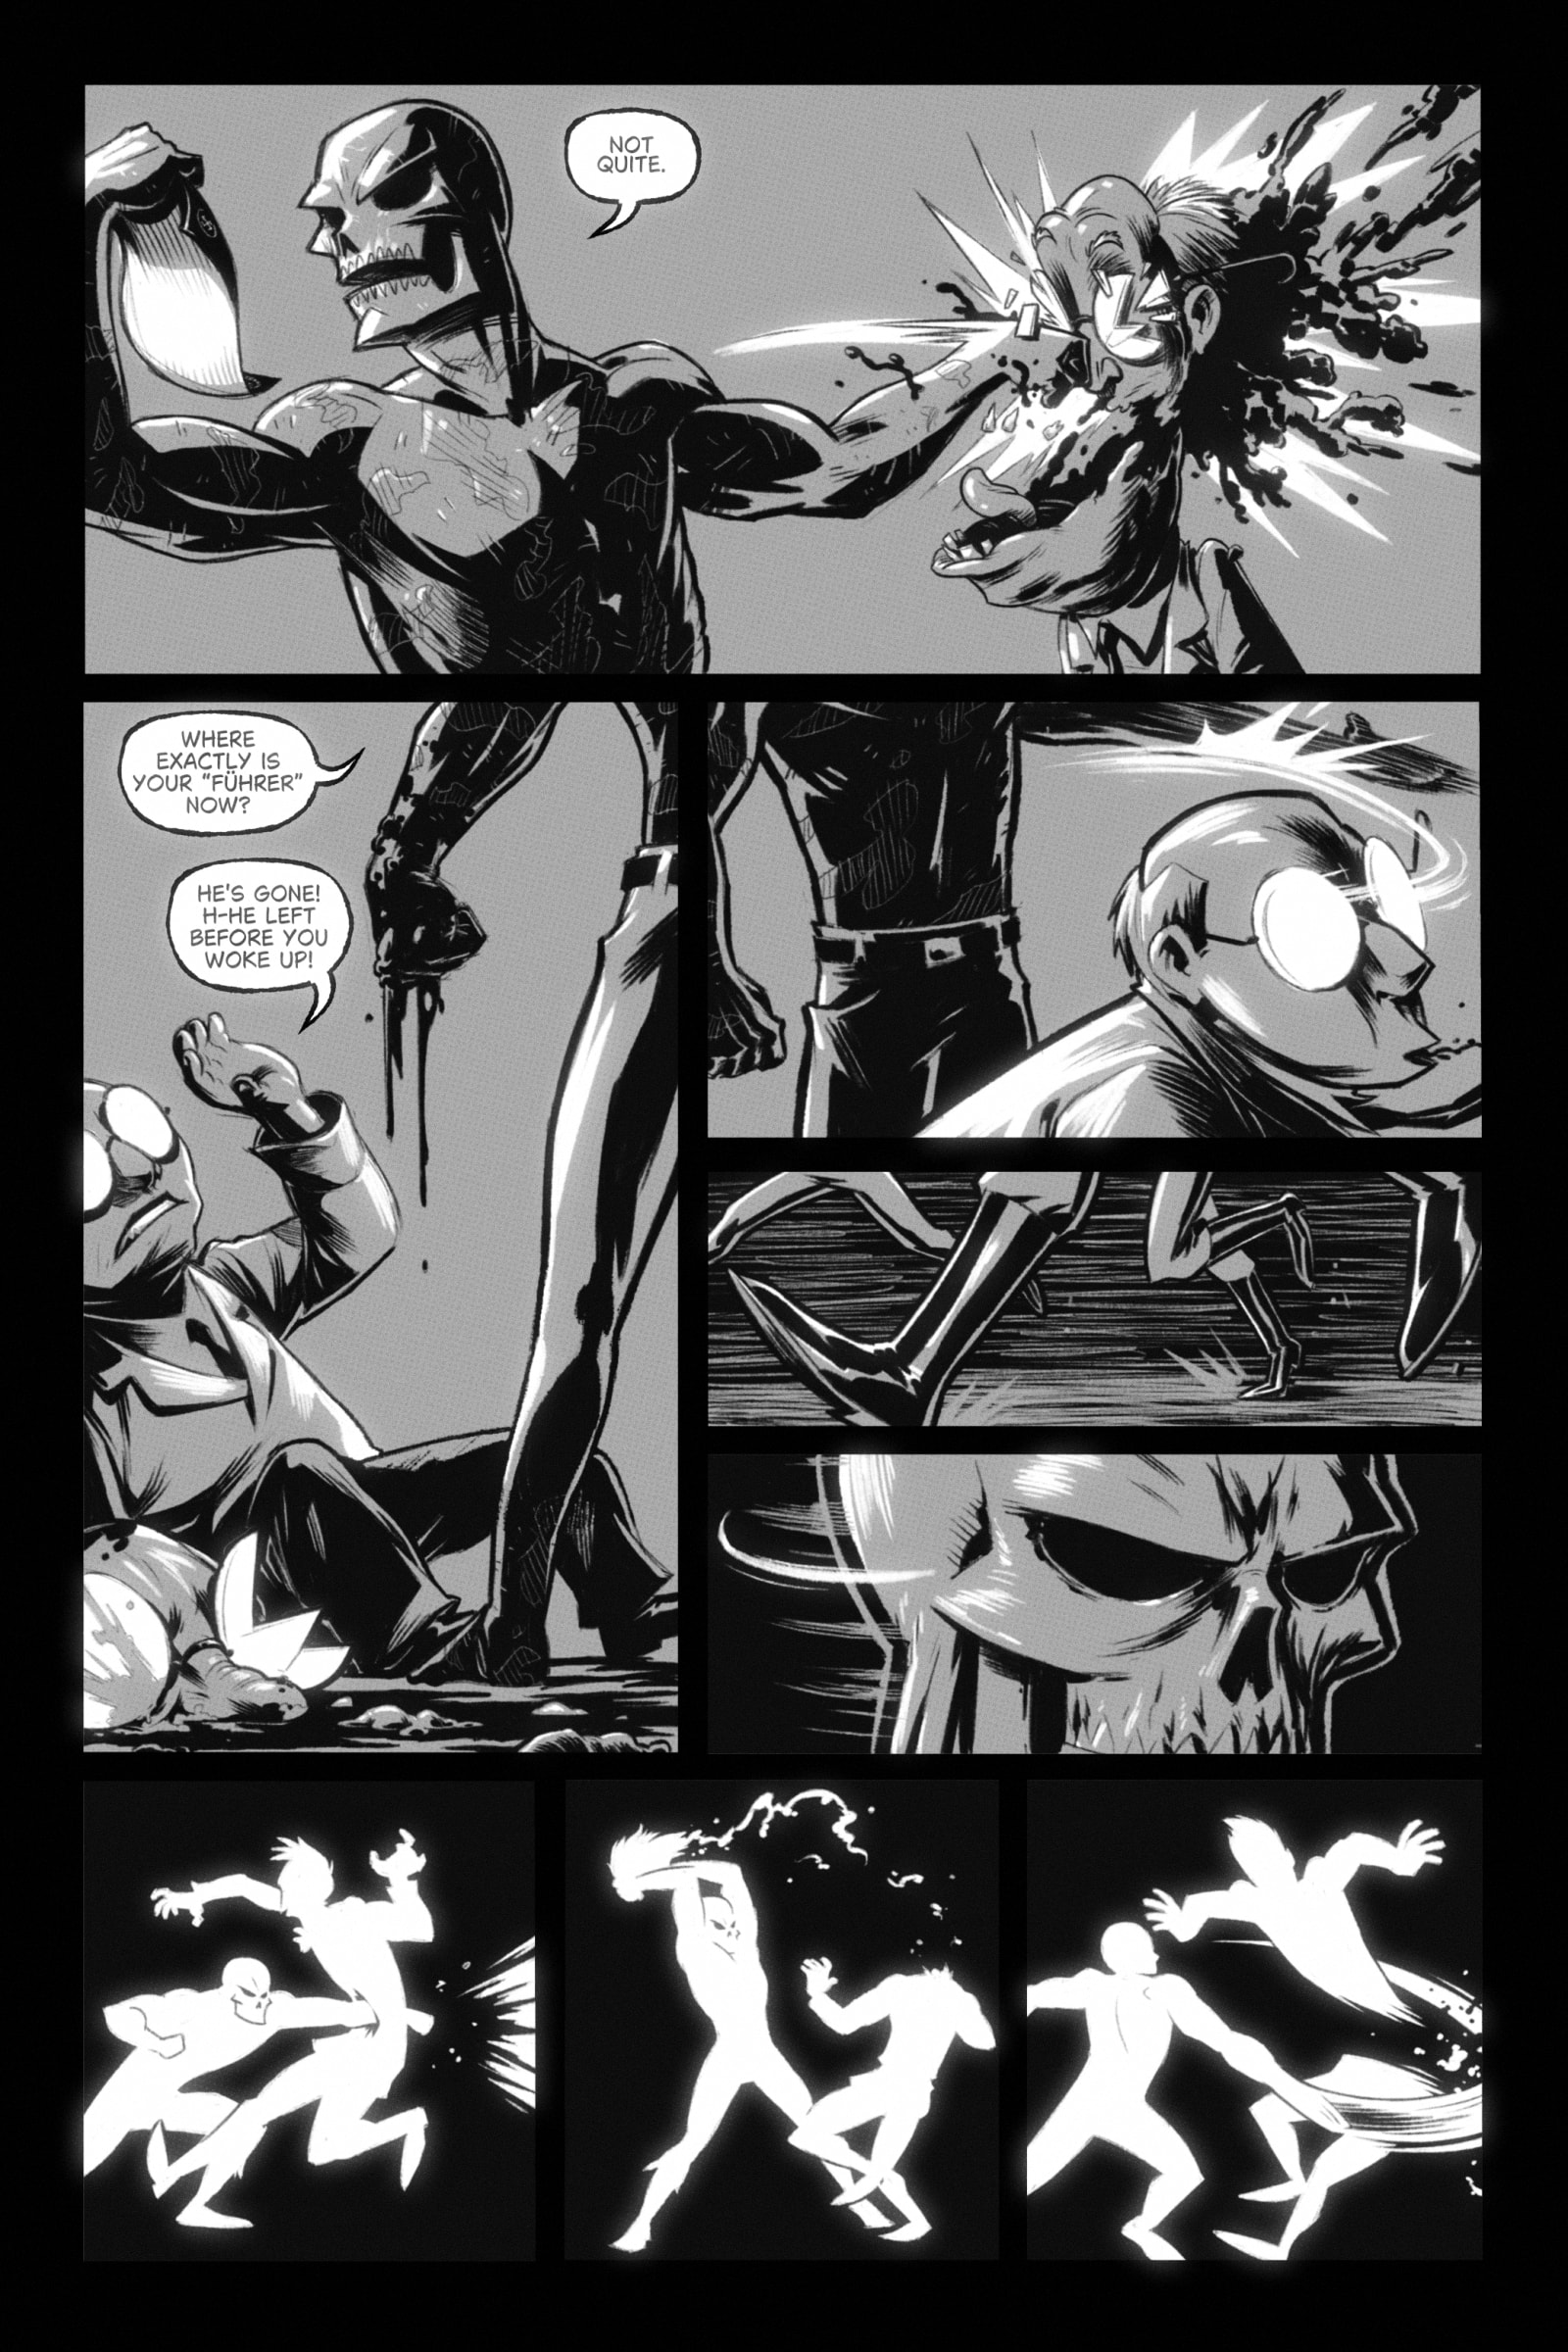 NOT
QUITE.
WHERE
EXACTLY IS
YOUR "FÜHRER"
NOW?
HE'S GONE!
H-HE LEFT
BEFORE YOU
WOKE UP!